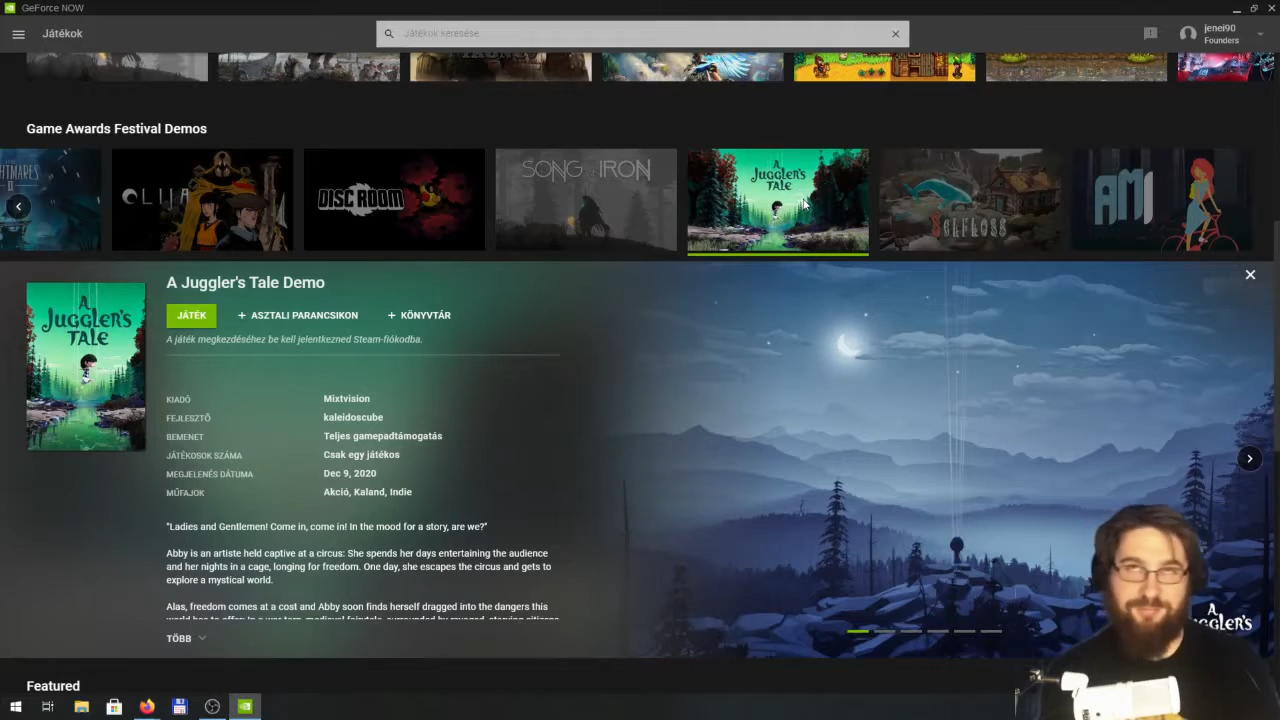 GeForce NOW
Játékok
Játékok keresése
jenei90
Founders
Game Awards Festival Demos
OLIJA
DISC ROOM
SONG IRON
A JUGGLER'S TALE
SELFLOSS
AMI
A Juggler's Tale Demo
JÁTÉK
+ ASZTALI PARANCSIKON
+ KÖNYVTÁR
A játék megkezdéséhez be kell jelentkezned Steam-fiókodba.
A JUGGLER'S TALE
KIADÓ Mixtvision
FEJLESZTŐ kaleidoscube
BEMENET Teljes gamepadtámogatás
JÁTÉKOSOK SZÁMA Csak egy játékos
MEGJELENÉS DÁTUMA Dec 9, 2020
MŰFAJOK Akció, Kaland, Indie
"Ladies and Gentlemen! Come in, come in! In the mood for a story, are we?"
Abby is an artiste held captive at a circus: She spends her days entertaining the audience
and her nights in a cage, longing for freedom. One day, she escapes the circus and gets to
explore a mystical world.
Alas, freedom comes at a cost and Abby soon finds herself dragged into the dangers this
TÖBB
Featured